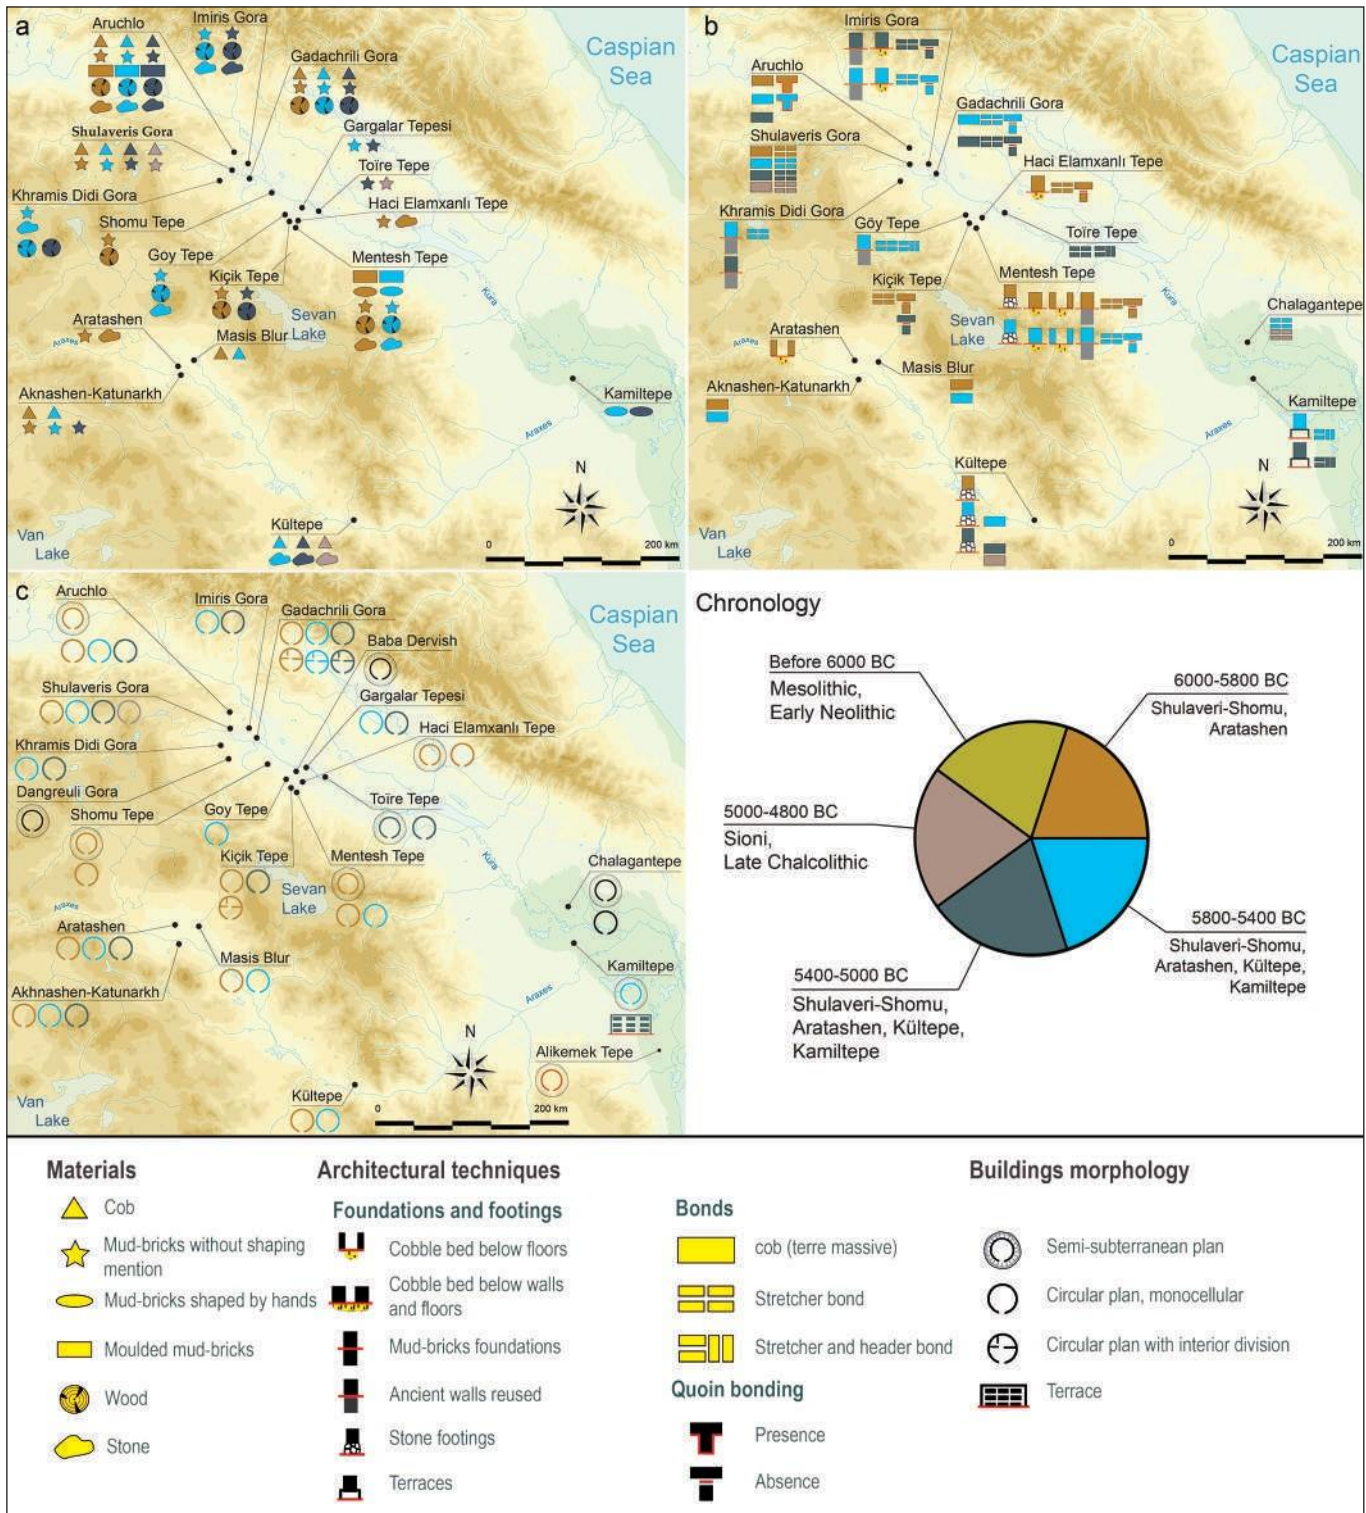 a
Aruchlo
Imiris Gora
Gadachrili Gora
Caspian
Sea
Shulaveris Gora
Gargalar Tepesi
Toïre Tepe
Khramis Didi Gora
Shomu Tepe
Haci Elamxanlı Tepe
Goy Tepe
Kiçik Tepe
Mentesh Tepe
Kura
Sevan
Lake
Aratashen
Araxes
Masis Blur
Aknashen-Katunarkh
Kamiltepe
Araxes
N
Van
Lake
Kültepe
0
200 km
b
Imiris Gora
Caspian
Sea
Aruchlo
Gadachrili Gora
Shulaveris Gora
Haci Elamxanlı Tepe
Khramis Didi Gora
Göy Tepe
Toïre Tepe
Kiçik Tepe
Mentesh Tepe
Kura
Chalagantepe
Sevan
Lake
Aratashen
Araxes
Masis Blur
Aknashen-Katunarkh
Kamiltepe
Araxes
Kültepe
N
Van
Lake
0
200 km
c
Aruchlo
Imiris Gora
Gadachrili Gora
Caspian
Sea
Baba Dervish
Shulaveris Gora
Gargalar Tepesi
Haci Elamxanlı Tepe
Khramis Didi Gora
Dangreuli Gora
Shomu Tepe
Goy Tepe
Toïre Tepe
Kiçik Tepe
Mentesh Tepe
Kura
Chalagantepe
Sevan
Lake
Araxes
Aratashen
Masis Blur
Kamiltepe
Akhnashen-Katunarkh
Araxes
N
Alikemek Tepe
Van
Lake
Kültepe
0
200 km
Chronology
Before 6000 BC
Mesolithic,
Early Neolithic
6000-5800 BC
Shulaveri-Shomu,
Aratashen
5000-4800 BC
Sioni,
Late Chalcolithic
5800-5400 BC
Shulaveri-Shomu,
Aratashen, Kültepe,
Kamiltepe
5400-5000 BC
Shulaveri-Shomu,
Aratashen, Kültepe,
Kamiltepe
Materials
Cob
Mud-bricks without shaping
mention
Mud-bricks shaped by hands
Moulded mud-bricks
Wood
Stone
Architectural techniques
Foundations and footings
Cobble bed below floors
Cobble bed below walls
and floors
Mud-bricks foundations
Ancient walls reused
Stone footings
Terraces
Bonds
cob (terre massive)
Stretcher bond
Stretcher and header bond
Quoin bonding
Presence
Absence
Buildings morphology
Semi-subterranean plan
Circular plan, monocellular
Circular plan with interior division
Terrace